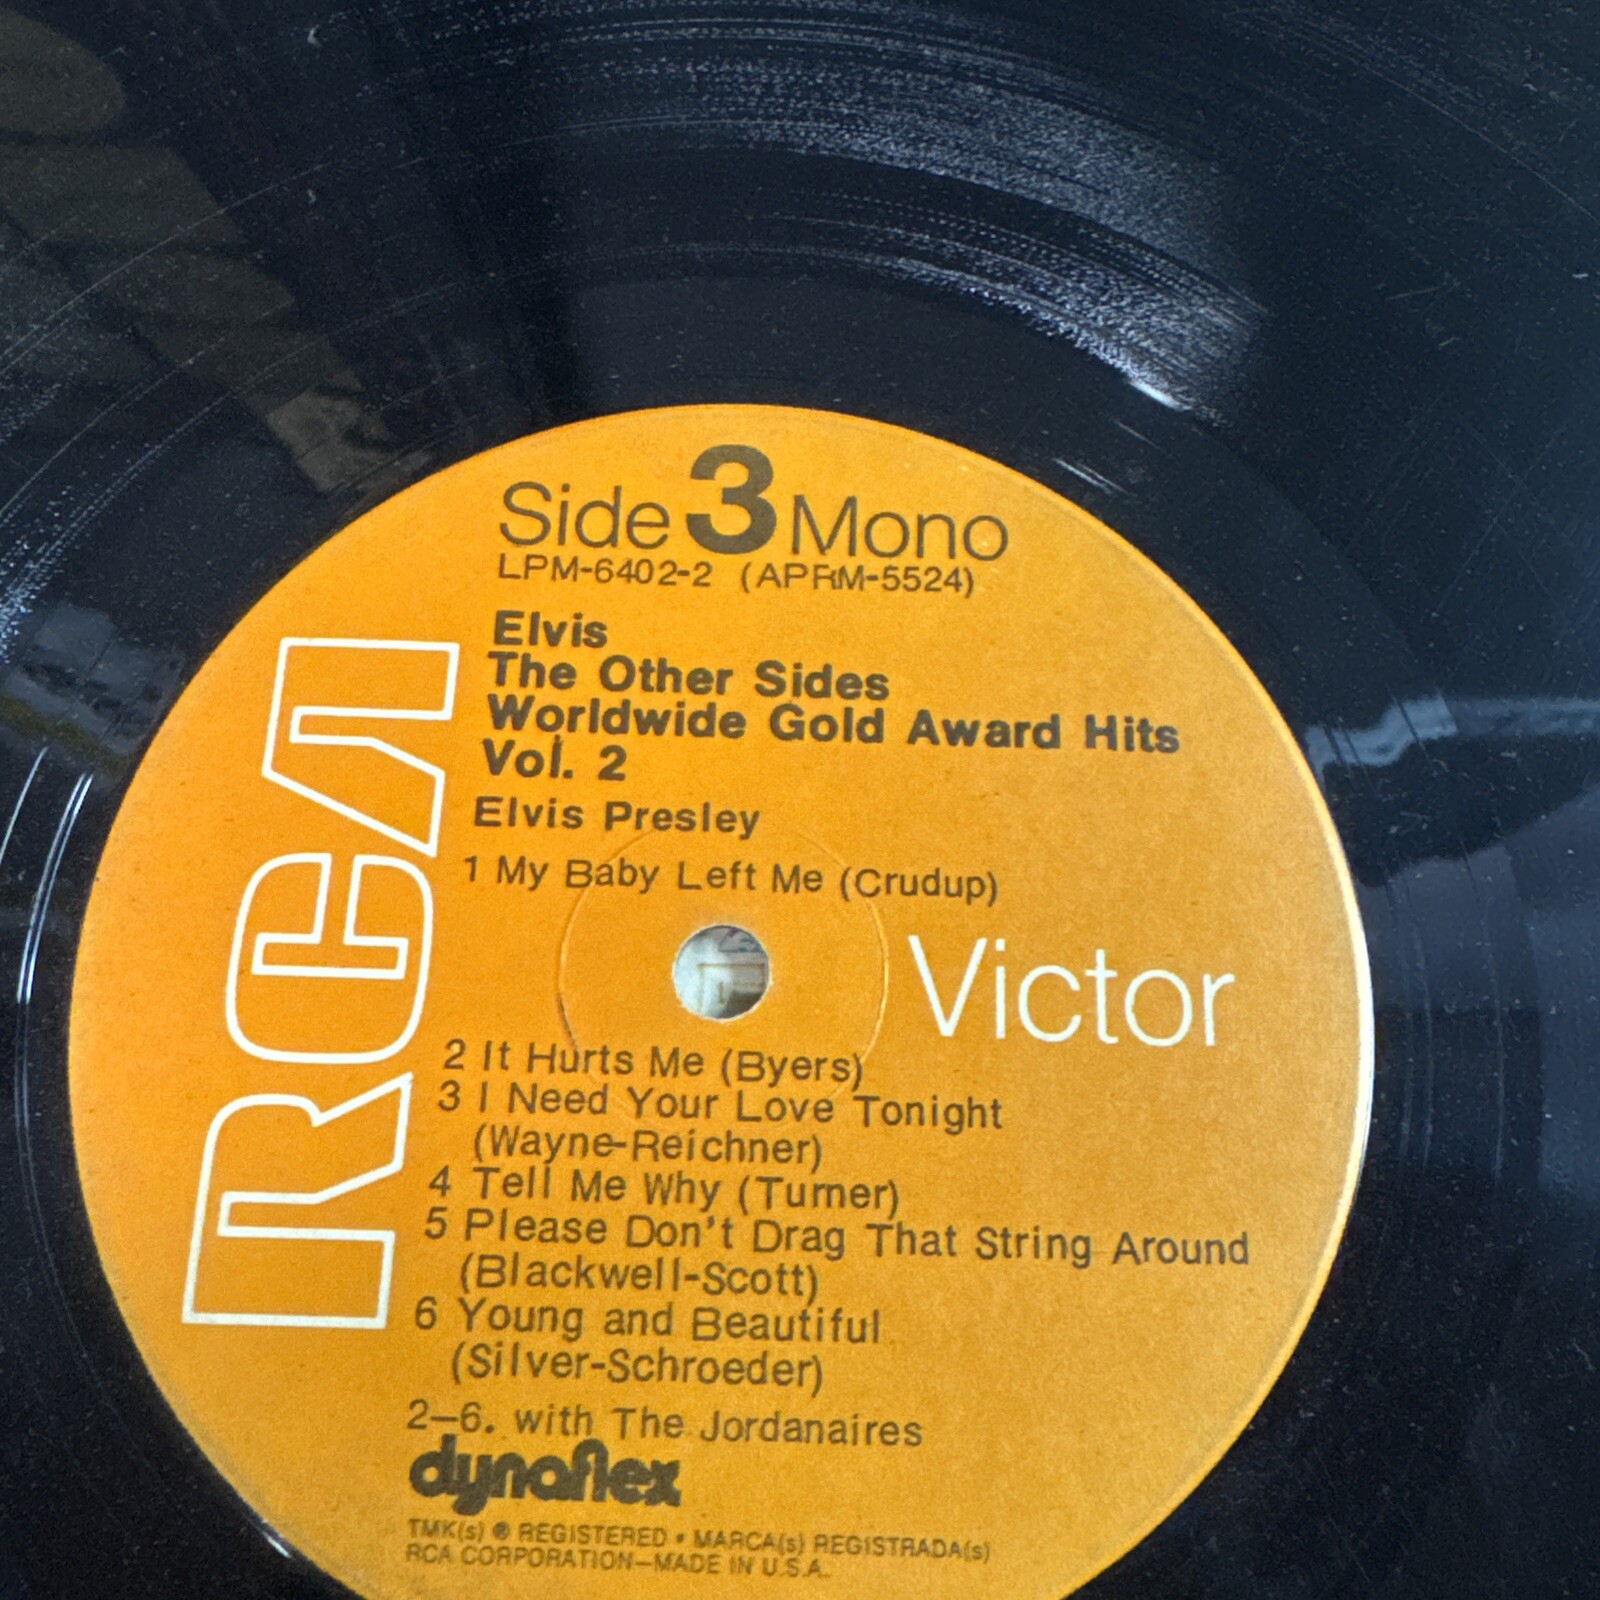 Side 3 Mono
LPM-6402-2 (APRM-5524)
Elvis
The Other Sides
Worldwide Gold Award Hits
Vol. 2
Elvis Presley
1 My Baby Left Me (Crudup)
RCA
Victor
2 It Hurts Me (Byers)
3 I Need Your Love Tonight
(Wayne-Reichner)
4 Tell Me Why (Turner)
5 Please Don't Drag That String Around
(Blackwell-Scott)
6 Young and Beautiful
(Silver-Schroeder)
2–6. with The Jordanaires
dynaflex
TMK(s) ® REGISTERED • MARCA(s) REGISTRADA(s)
RCA CORPORATION—MADE IN U.S.A.